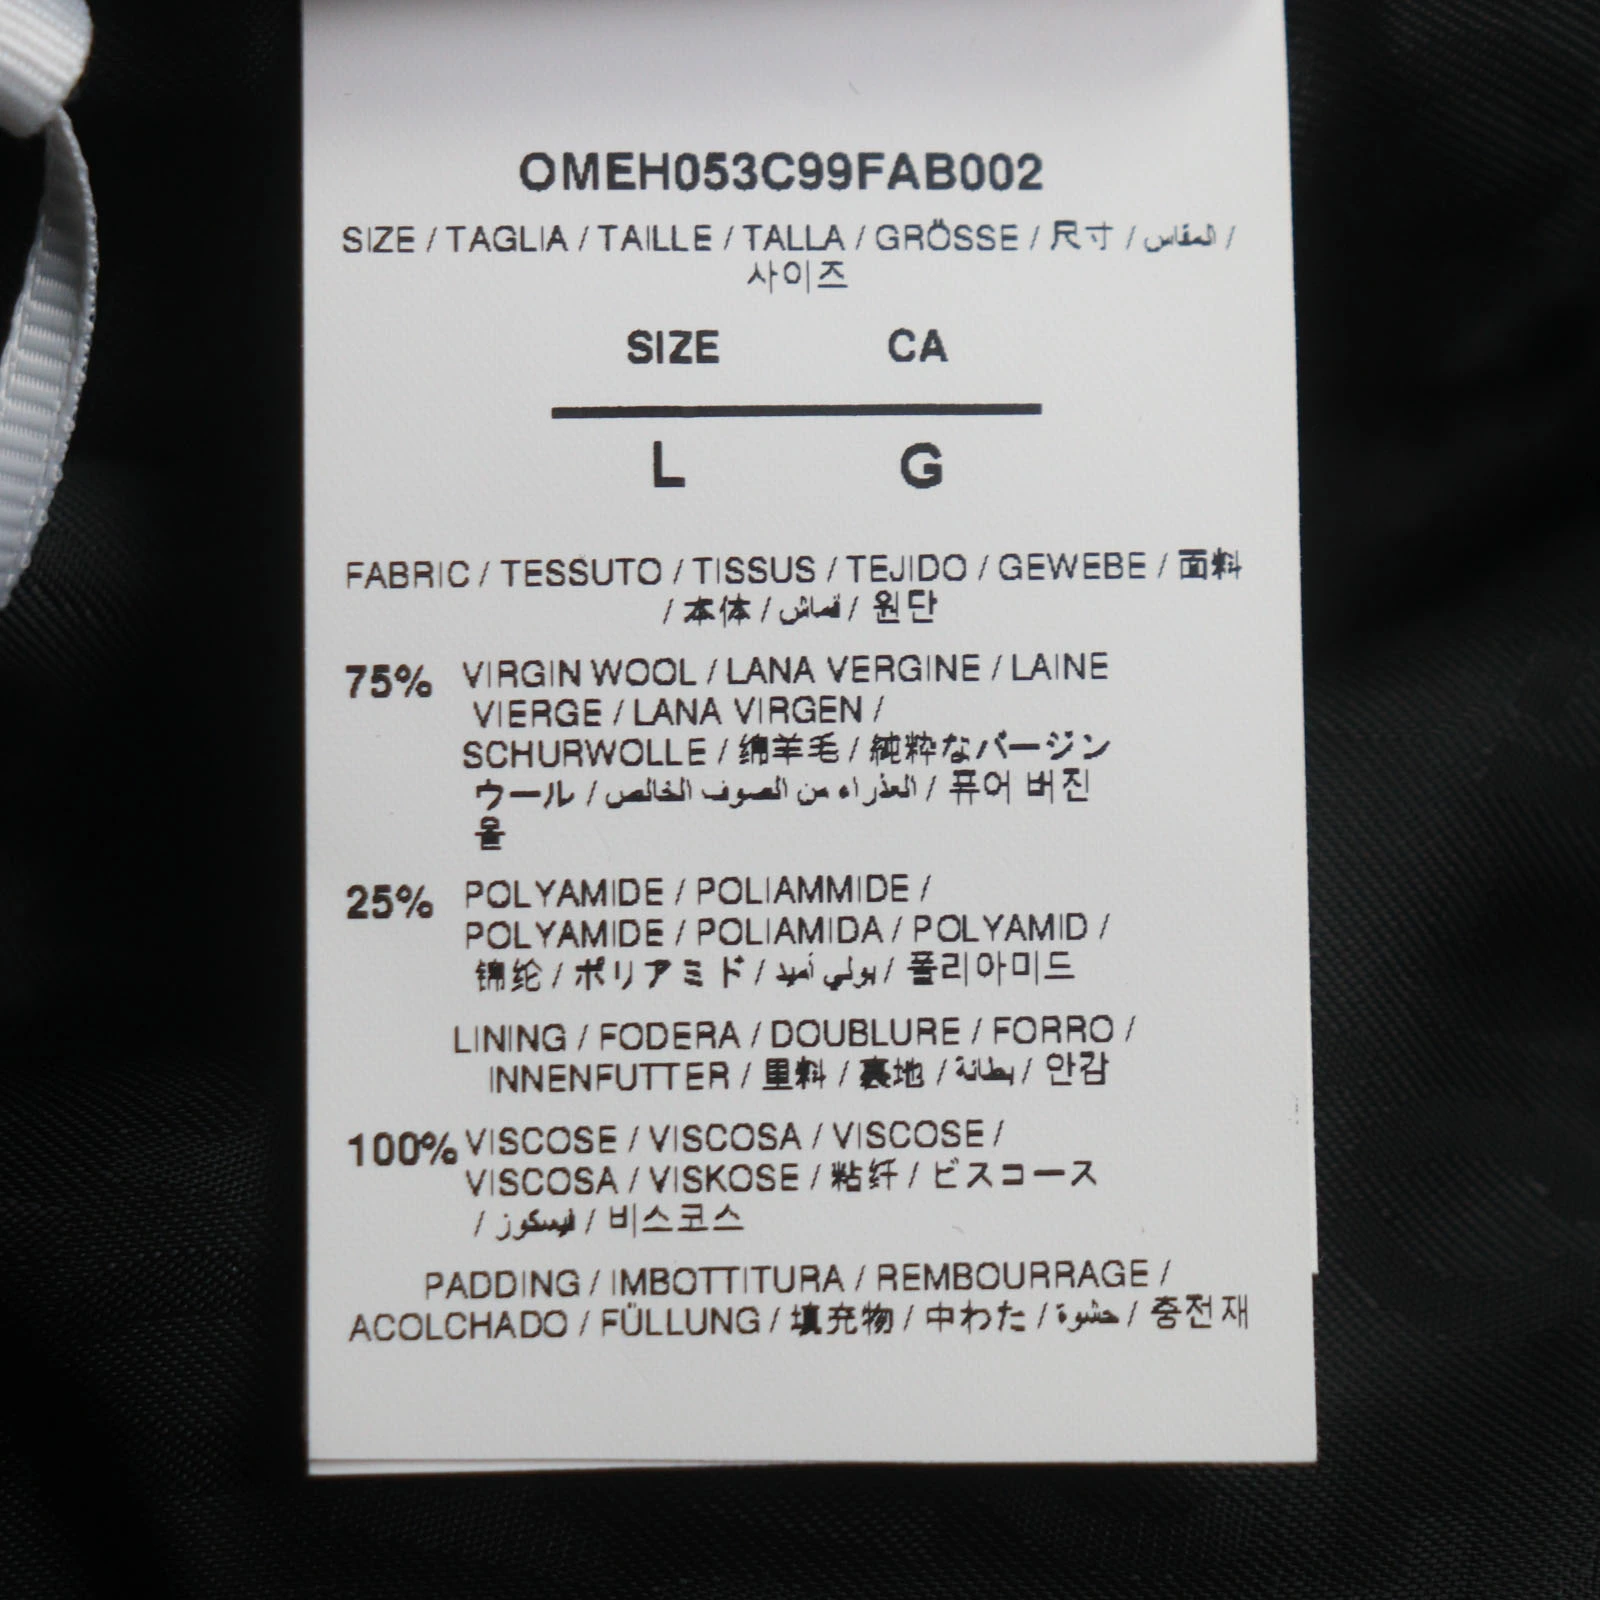 OMEH053C99FAB002
SIZE / TAGLIA / TAILLE / TALLA / GRÖSSE / 尺寸 / المقاس /
사이즈
SIZE CA
L G
FABRIC / TESSUTO / TISSUS / TEJIDO / GEWEBE / 面料
/ 本体 / قماش / 원단
75% VIRGIN WOOL / LANA VERGINE / LAINE
VIERGE / LANA VIRGEN /
SCHURWOLLE / 绵羊毛 / 純粋なバージン
ウール / العذراء من الصوف الخالص / 퓨어 버진
울
25% POLYAMIDE / POLIAMMIDE /
POLYAMIDE / POLIAMIDA / POLYAMID /
锦纶 / ポリアミド / بولي أميد / 폴리아미드
LINING / FODERA / DOUBLURE / FORRO /
INNENFUTTER / 里料 / 裏地 / بطانة / 안감
100% VISCOSE / VISCOSA / VISCOSE /
VISCOSA / VISKOSE / 粘纤 / ビスコース
/ فيسكوز / 비스코스
PADDING / IMBOTTITURA / REMBOURRAGE /
ACOLCHADO / FÜLLUNG / 填充物 / 中わた / حشوة / 충전재